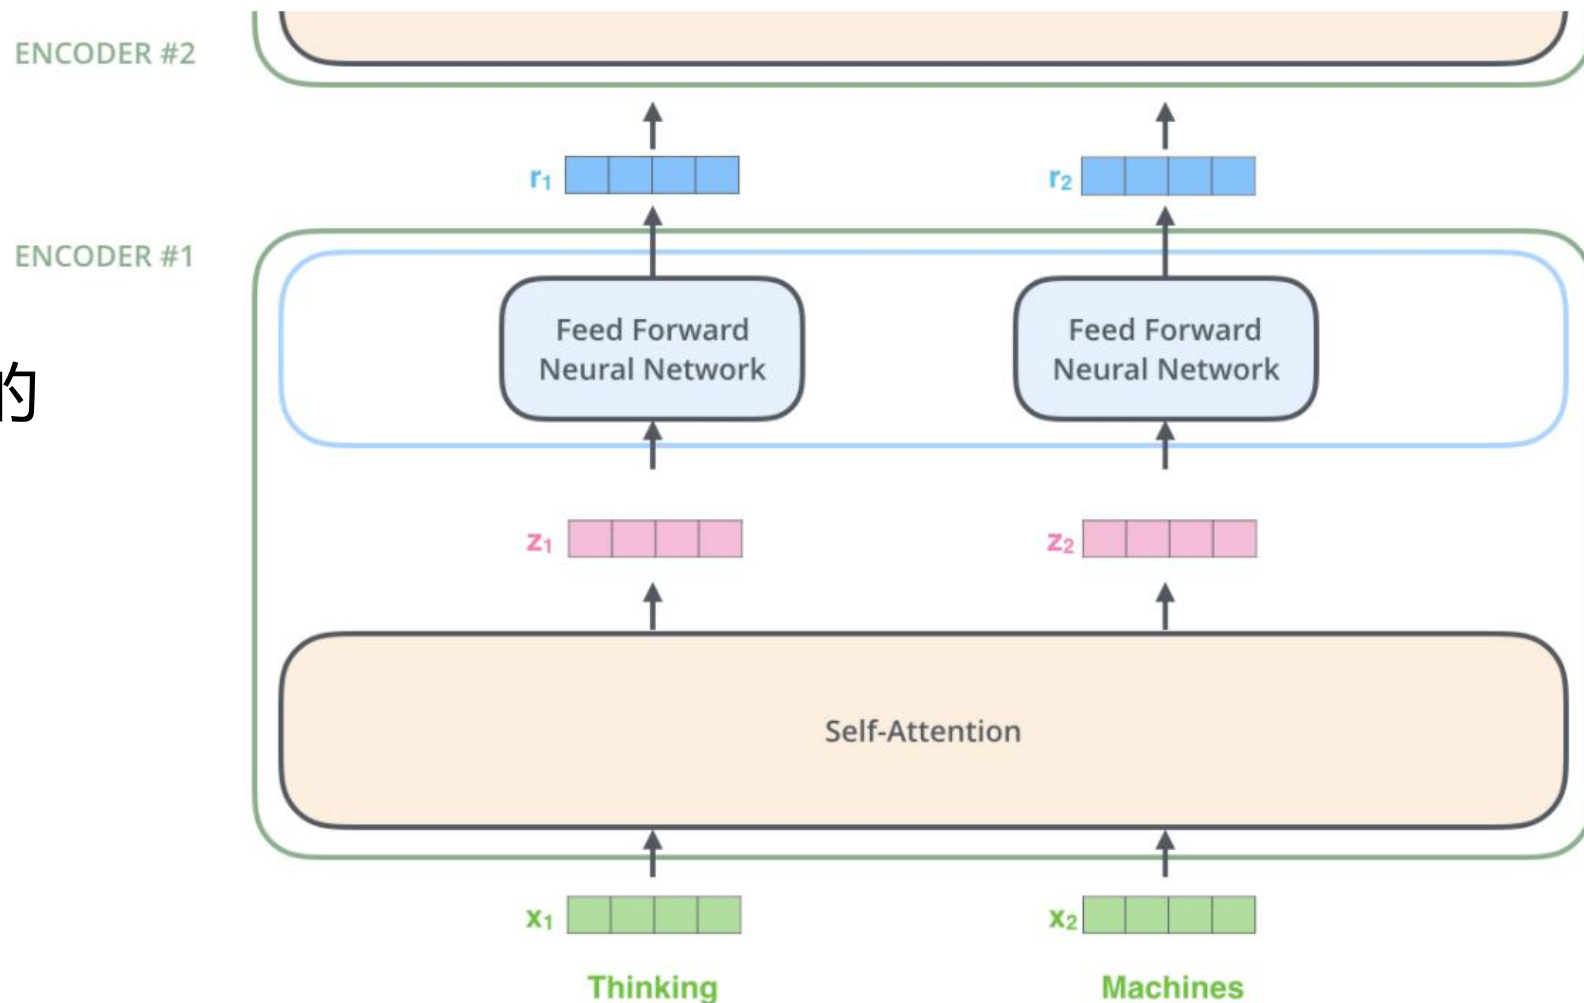 ENCODER #2
r₁
r₂
ENCODER #1
Feed Forward
Neural Network
Feed Forward
Neural Network
的
z₁
z₂
Self-Attention
x₁
x₂
Thinking
Machines